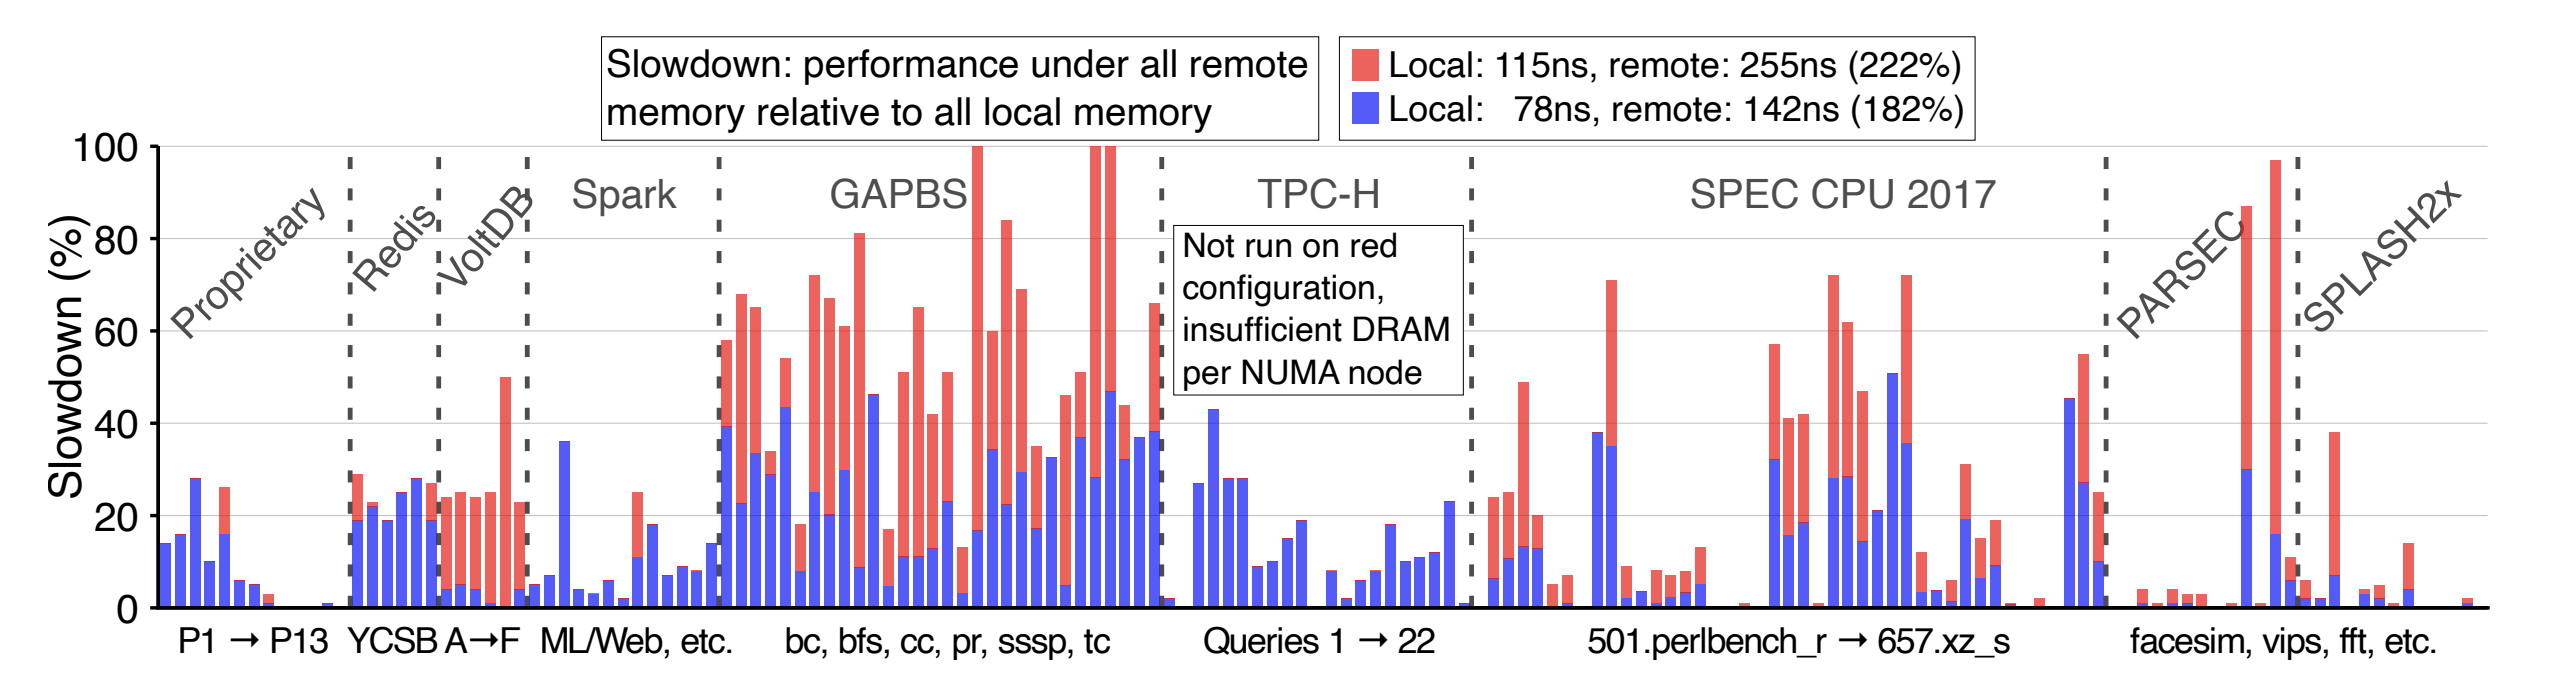 Slowdown: performance under all remote
memory relative to all local memory
Local: 115ns, remote: 255ns (222%)
Local: 78ns, remote: 142ns (182%)
Slowdown (%)
100
80
60
40
20
0
Proprietary
Redis
VoltDB
Spark
GAPBS
TPC-H
SPEC CPU 2017
PARSEC
SPLASH2x
Not run on red
configuration,
insufficient DRAM
per NUMA node
P1 → P13
YCSB A→F
ML/Web, etc.
bc, bfs, cc, pr, sssp, tc
Queries 1 → 22
501.perlbench_r → 657.xz_s
facesim, vips, fft, etc.